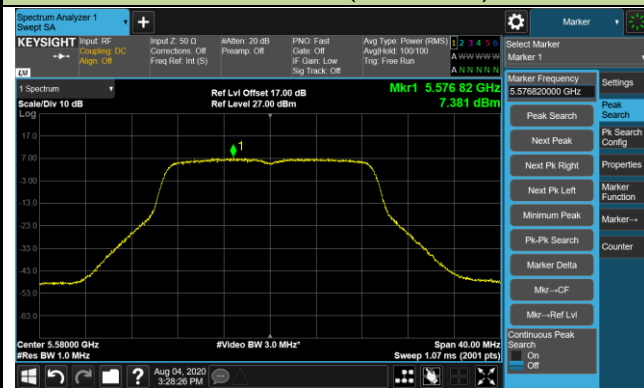 Spectrum Analyzer 1
Swept SA
+
Marker
KEYSIGHT
Input: RF
Coupling: DC
Align: Off
Input Z: 50 Ω
Corrections: Off
Freq Ref: Int (S)
#Atten: 20 dB
Preamp: Off
PNO: Fast
Gate: Off
IF Gain: Low
Sig Track: Off
Avg Type: Power (RMS)
Avg|Hold: 100/100
Trig: Free Run
1 2 3 4 5 6
A W W W W W
A N N N N N
LXI
Select Marker
Marker 1
1 Spectrum
Scale/Div 10 dB
Log
Ref Lvl Offset 17.00 dB
Ref Level 27.00 dBm
Mkr1 5.576 82 GHz
7.381 dBm
17.0
7.00
-3.00
-13.0
-23.0
-33.0
-43.0
-53.0
-63.0
1
Center 5.58000 GHz
#Res BW 1.0 MHz
#Video BW 3.0 MHz*
Span 40.00 MHz
Sweep 1.07 ms (2001 pts)
Marker Frequency
5.576820000 GHz
Peak Search
Next Peak
Next Pk Right
Next Pk Left
Minimum Peak
Pk-Pk Search
Marker Delta
Mkr→CF
Mkr→Ref Lvl
Continuous Peak
Search
On
Off
Settings
Peak
Search
Pk Search
Config
Properties
Marker
Function
Marker→
Counter
?
Aug 04, 2020
3:28:26 PM